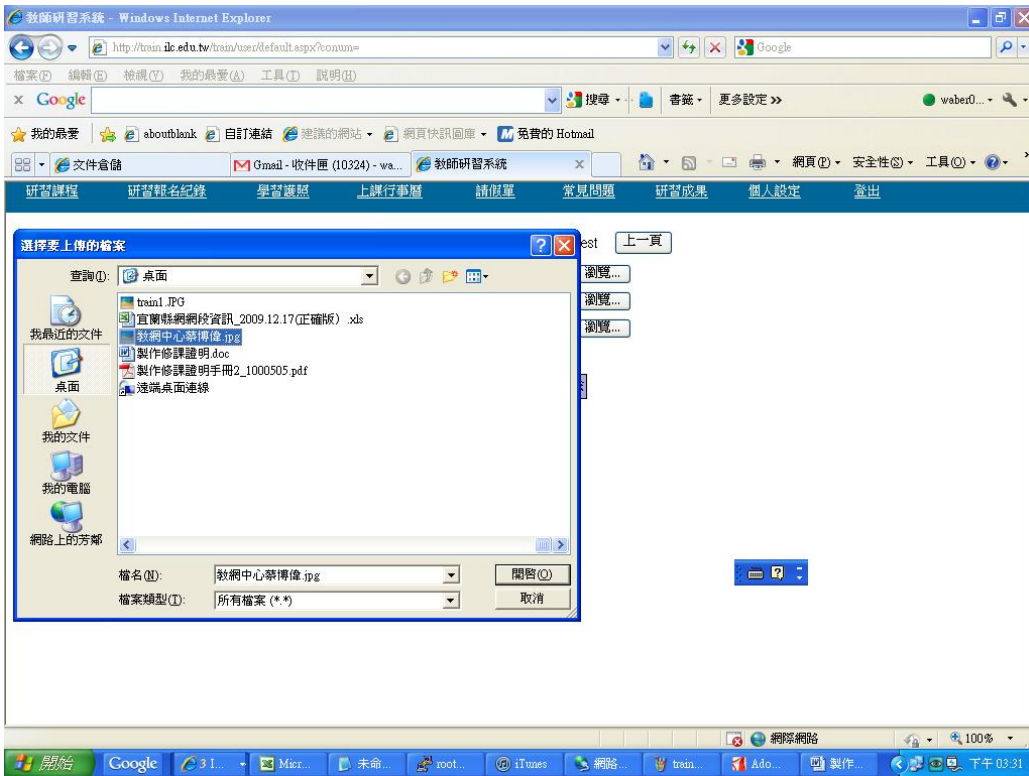 教師研習系統 - Windows Internet Explorer
http://train.ilc.edu.tw/train/user/default.aspx?conum=
Google
檔案(F) 編輯(E) 檢視(V) 我的最愛(A) 工具(T) 說明(H)
x Google 搜尋 書籤 更多設定 >> waber0...
我的最愛 aboutblank 自訂連結 建議的網站 網頁快訊圖庫 免費的 Hotmail
交件倉儲 Gmail - 收件匣 (10324) - wa... 教師研習系統 x 網頁(P) 安全性(S) 工具(O)
研習課程 研習報名紀錄 學習護照 上課行事曆 請假單 常見問題 研習成果 個人設定 登出
選擇要上傳的檔案
est 上一頁
查詢(I): 桌面
瀏覽...
瀏覽...
瀏覽...
我最近的文件
桌面
我的文件
我的電腦
網路上的芳鄰
train1.JPG
宜蘭縣網網段資訊_2009.12.17(正確版) .xls
教網中心蔡博偉.jpg
製作修課證明.doc
製作修課證明手冊2_1000505.pdf
遠端桌面連線
檔名(N): 教網中心蔡博偉.jpg 開啓(O)
檔案類型(T): 所有檔案 (*.*) 取消
網際網路 100%
開始 Google 3 I... Micr... 未命... root... iTunes 網路... train... Ado... 製作... 下午 03:31